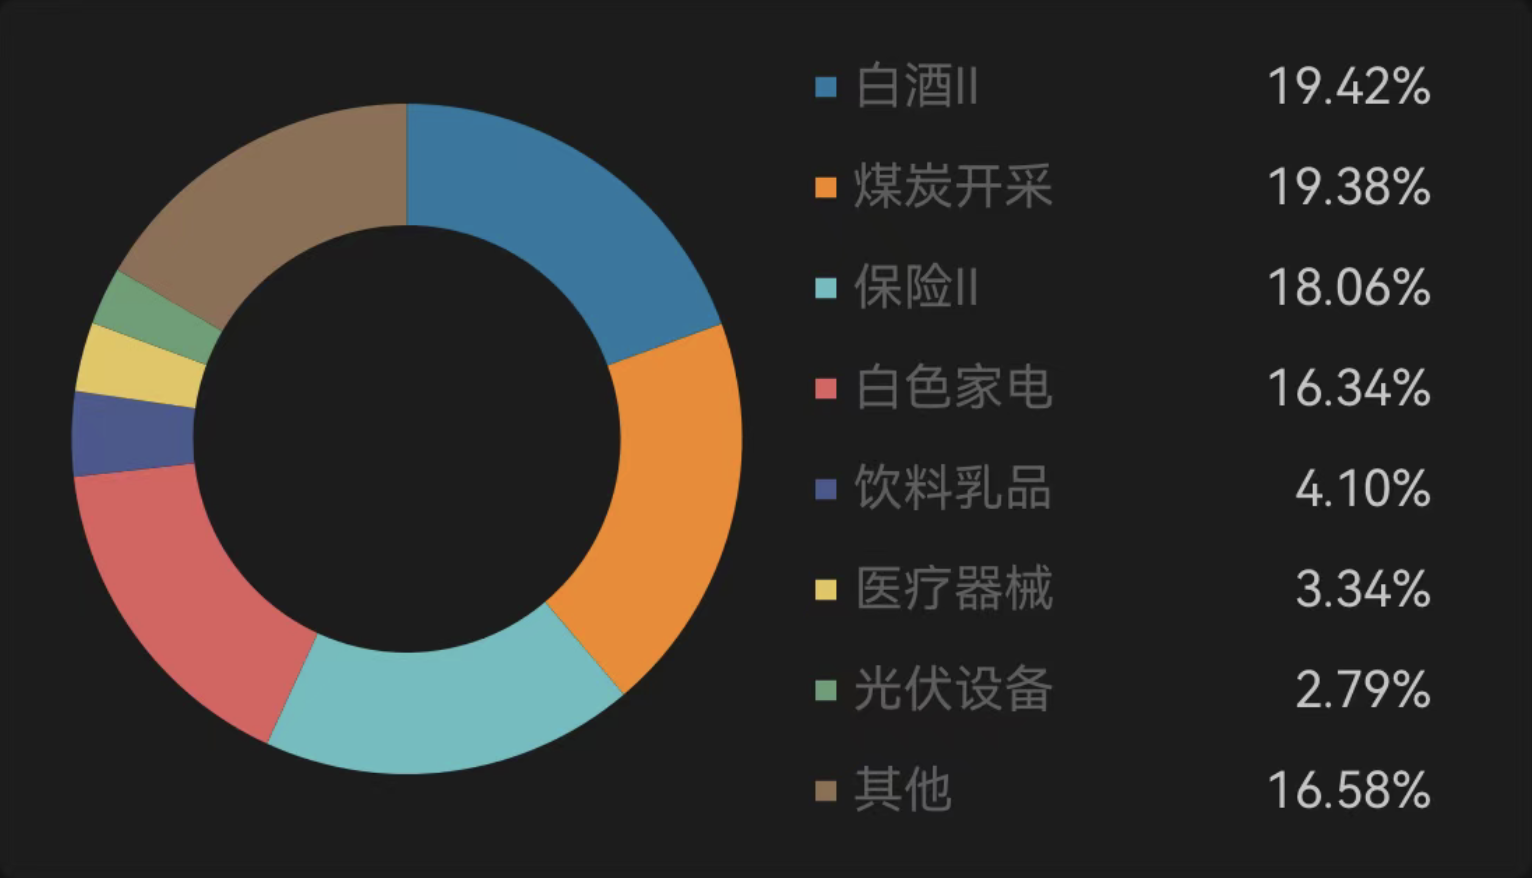 白酒II 19.42%
煤炭开采 19.38%
保险II 18.06%
白色家电 16.34%
饮料乳品 4.10%
医疗器械 3.34%
光伏设备 2.79%
其他 16.58%